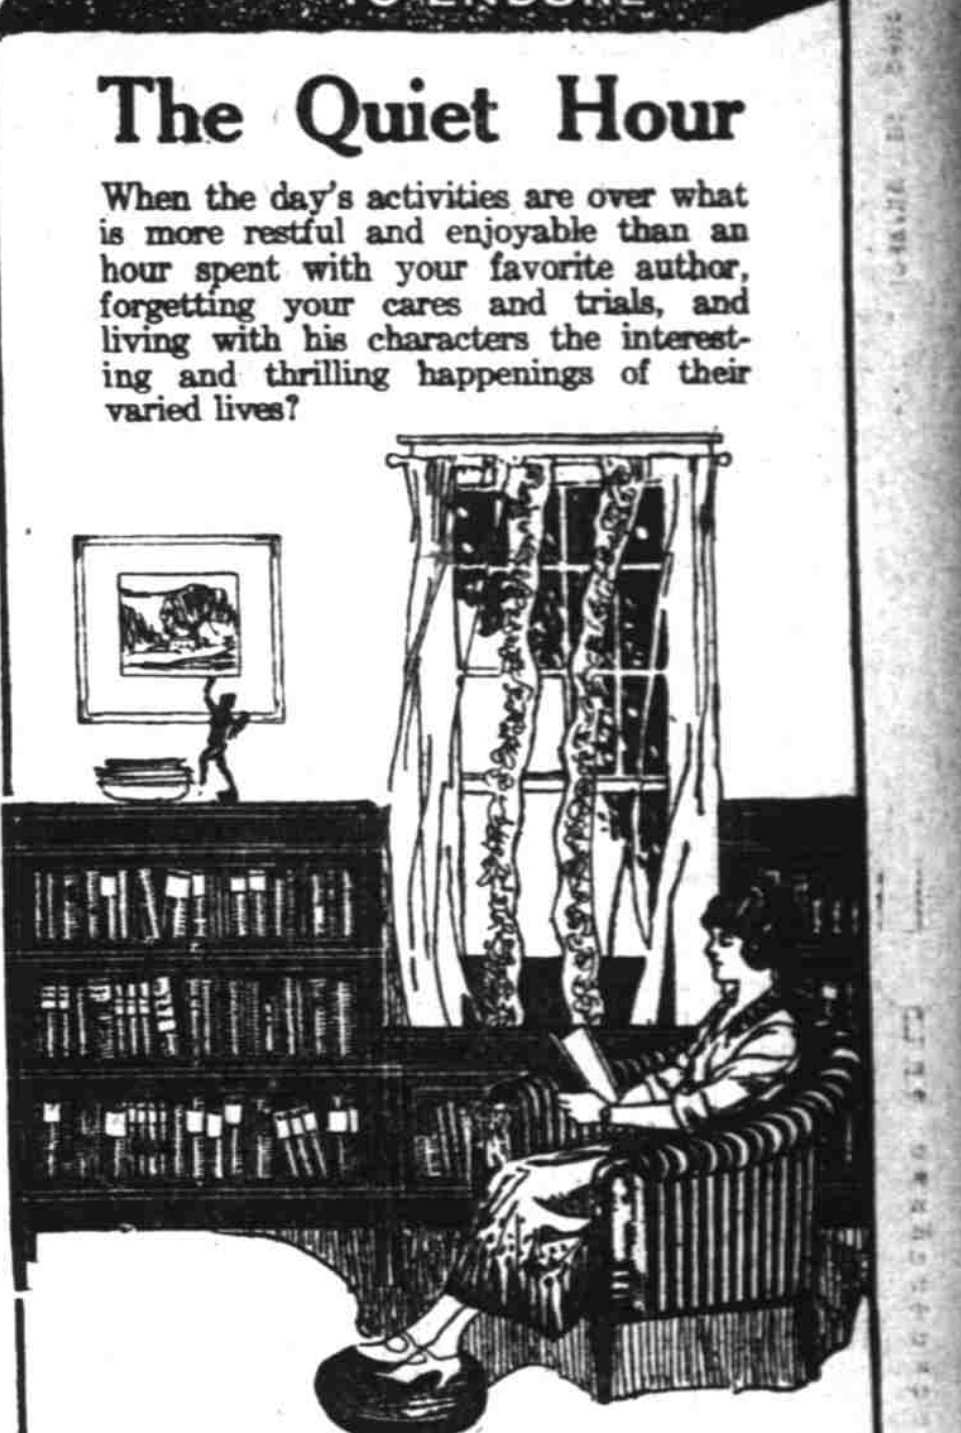 TO ENDURE
The Quiet Hour
When the day's activities are over what
is more restful and enjoyable than an
hour spent with your favorite author,
forgetting your cares and trials, and
living with his characters the interest-
ing and thrilling happenings of their
varied lives?